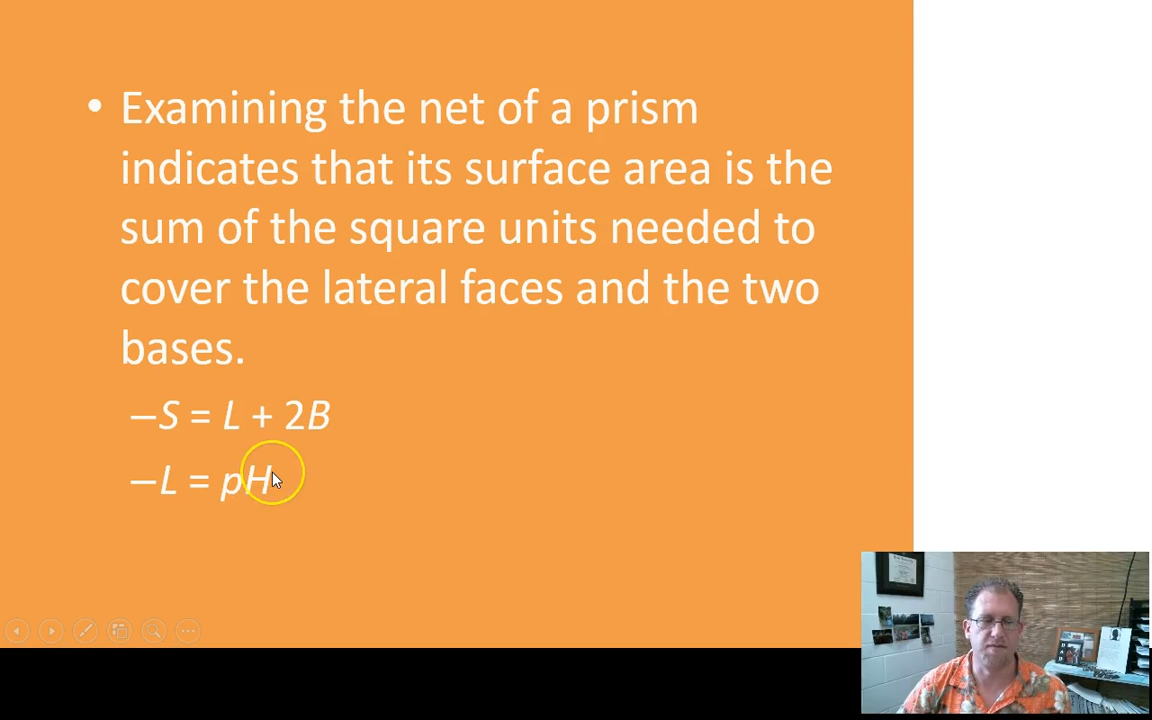 • Examining the net of a prism
indicates that its surface area is the
sum of the square units needed to
cover the lateral faces and the two
bases.
–S = L + 2B
–L = pH